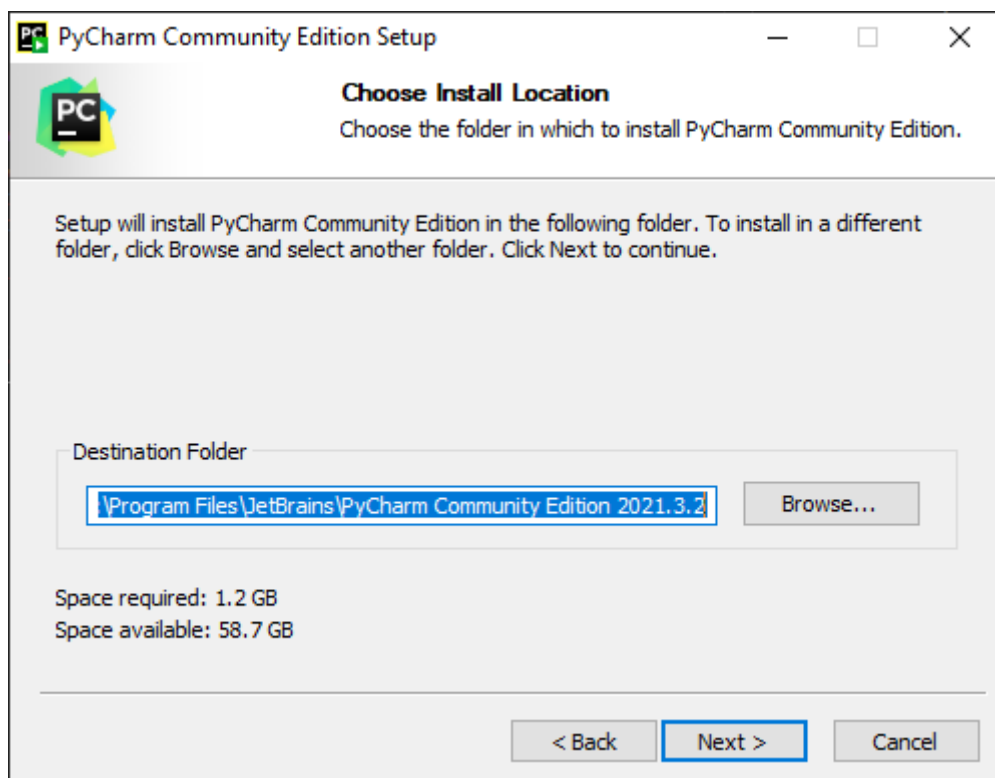 PyCharm Community Edition Setup
PC
Choose Install Location
Choose the folder in which to install PyCharm Community Edition.
Setup will install PyCharm Community Edition in the following folder. To install in a different
folder, click Browse and select another folder. Click Next to continue.
Destination Folder
:\Program Files\JetBrains\PyCharm Community Edition 2021.3.2
Browse...
Space required: 1.2 GB
Space available: 58.7 GB
< Back
Next >
Cancel